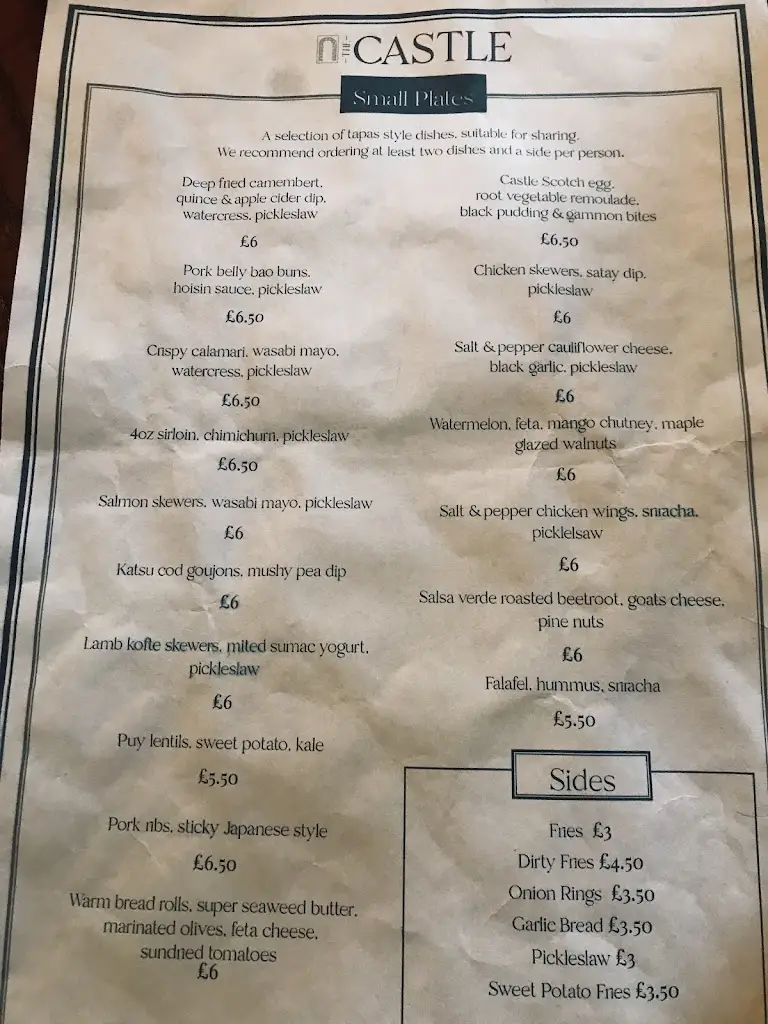 THE CASTLE
Small Plates
A selection of tapas style dishes, suitable for sharing.
We recommend ordering at least two dishes and a side per person.
Deep fried camembert,
quince & apple cider dip,
watercress, pickleslaw
£6
Pork belly bao buns,
hoisin sauce, pickleslaw
£6.50
Crispy calamari, wasabi mayo,
watercress, pickleslaw
£6.50
4oz sirloin, chimichurri, pickleslaw
£6.50
Salmon skewers, wasabi mayo, pickleslaw
£6
Katsu cod goujons, mushy pea dip
£6
Lamb kofte skewers, mited sumac yogurt,
pickleslaw
£6
Puy lentils, sweet potato, kale
£5.50
Pork ribs, sticky Japanese style
£6.50
Warm bread rolls, super seaweed butter,
marinated olives, feta cheese,
sundried tomatoes
£6
Castle Scotch egg,
root vegetable remoulade,
black pudding & gammon bites
£6.50
Chicken skewers, satay dip,
pickleslaw
£6
Salt & pepper cauliflower cheese,
black garlic, pickleslaw
£6
Watermelon, feta, mango chutney, maple
glazed walnuts
£6
Salt & pepper chicken wings, sriracha,
picklelsaw
£6
Salsa verde roasted beetroot, goats cheese,
pine nuts
£6
Falafel, hummus, sriracha
£5.50
Sides
Fries £3
Dirty Fries £4.50
Onion Rings £3.50
Garlic Bread £3.50
Pickleslaw £3
Sweet Potato Fries £3.50